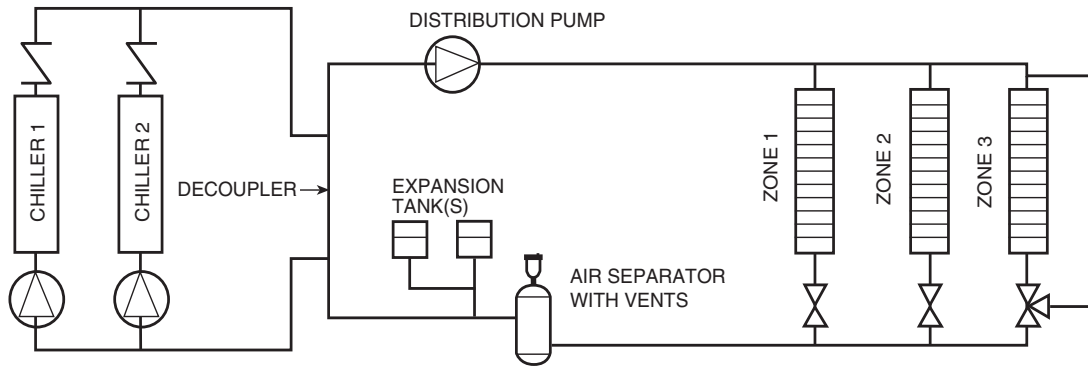 DISTRIBUTION PUMP
CHILLER 1
CHILLER 2
DECOUPLER
EXPANSION
TANK(S)
AIR SEPARATOR
WITH VENTS
ZONE 1
ZONE 2
ZONE 3